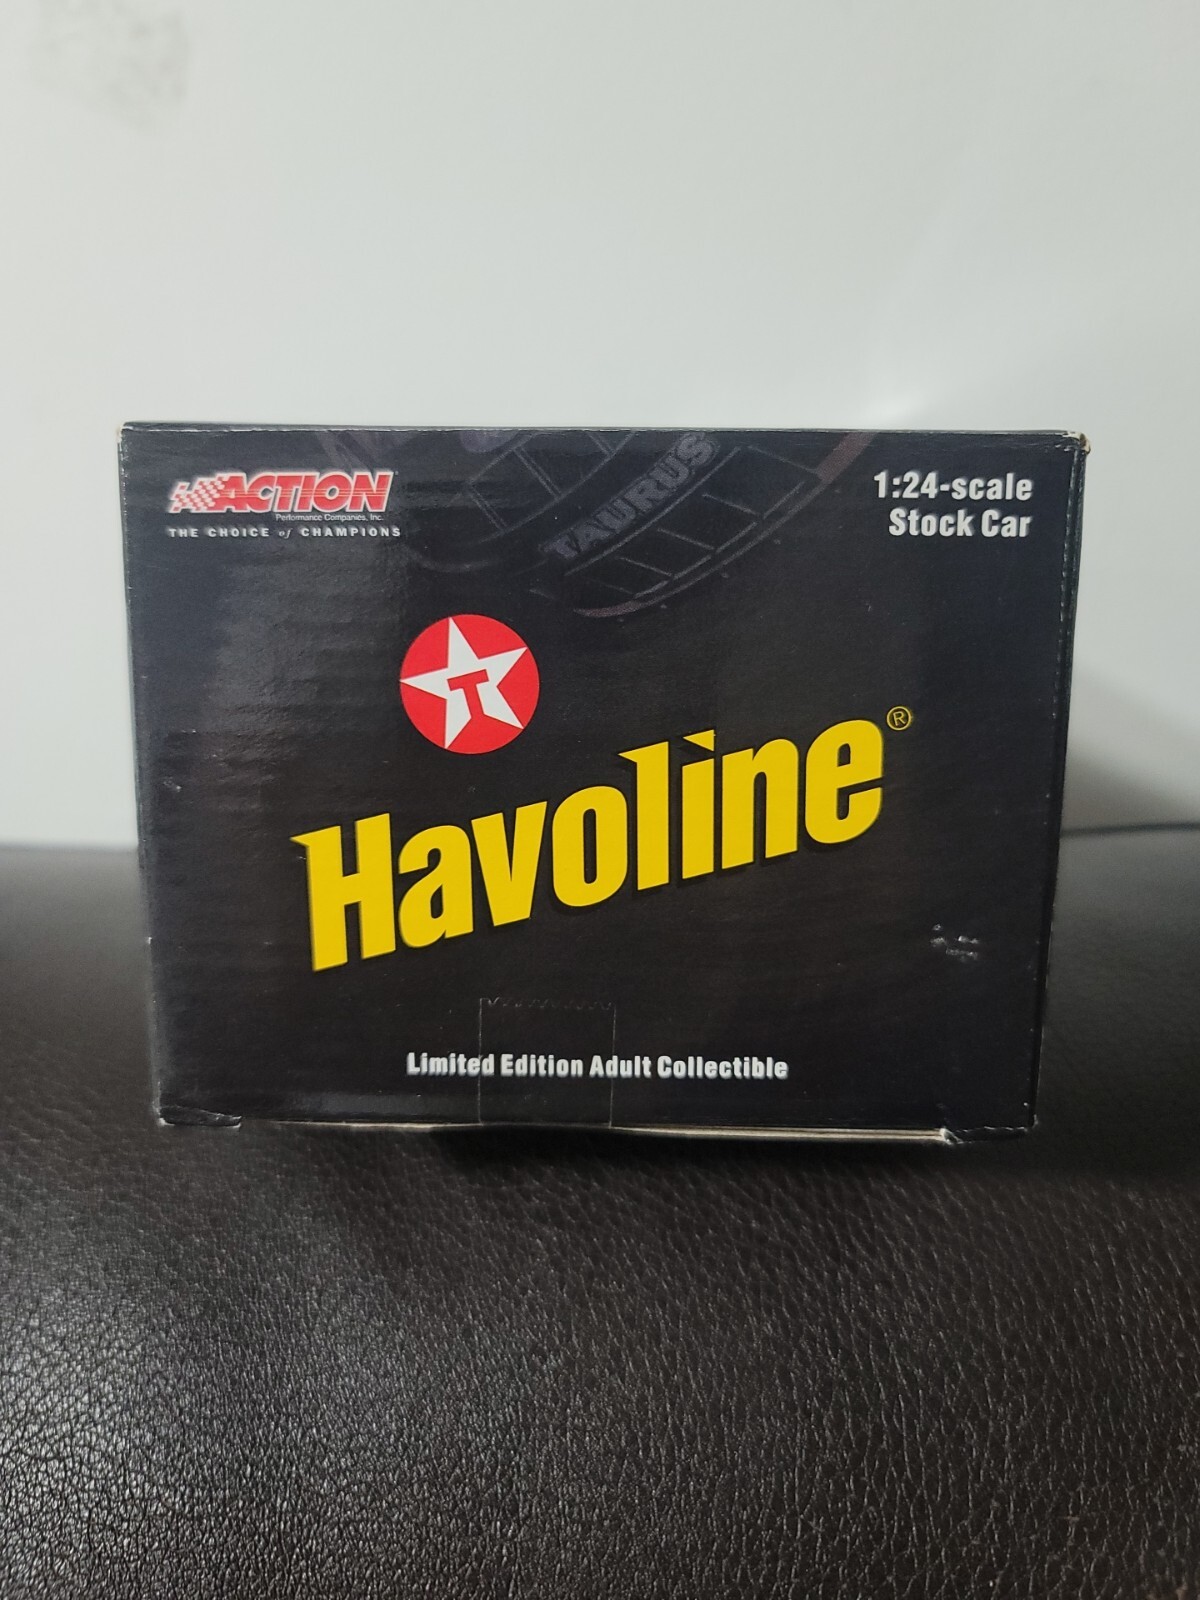 ACTION
Performance Companies, Inc.
THE CHOICE of CHAMPIONS
TAURUS
1:24-scale
Stock Car
T
Havoline®
Limited Edition Adult Collectible